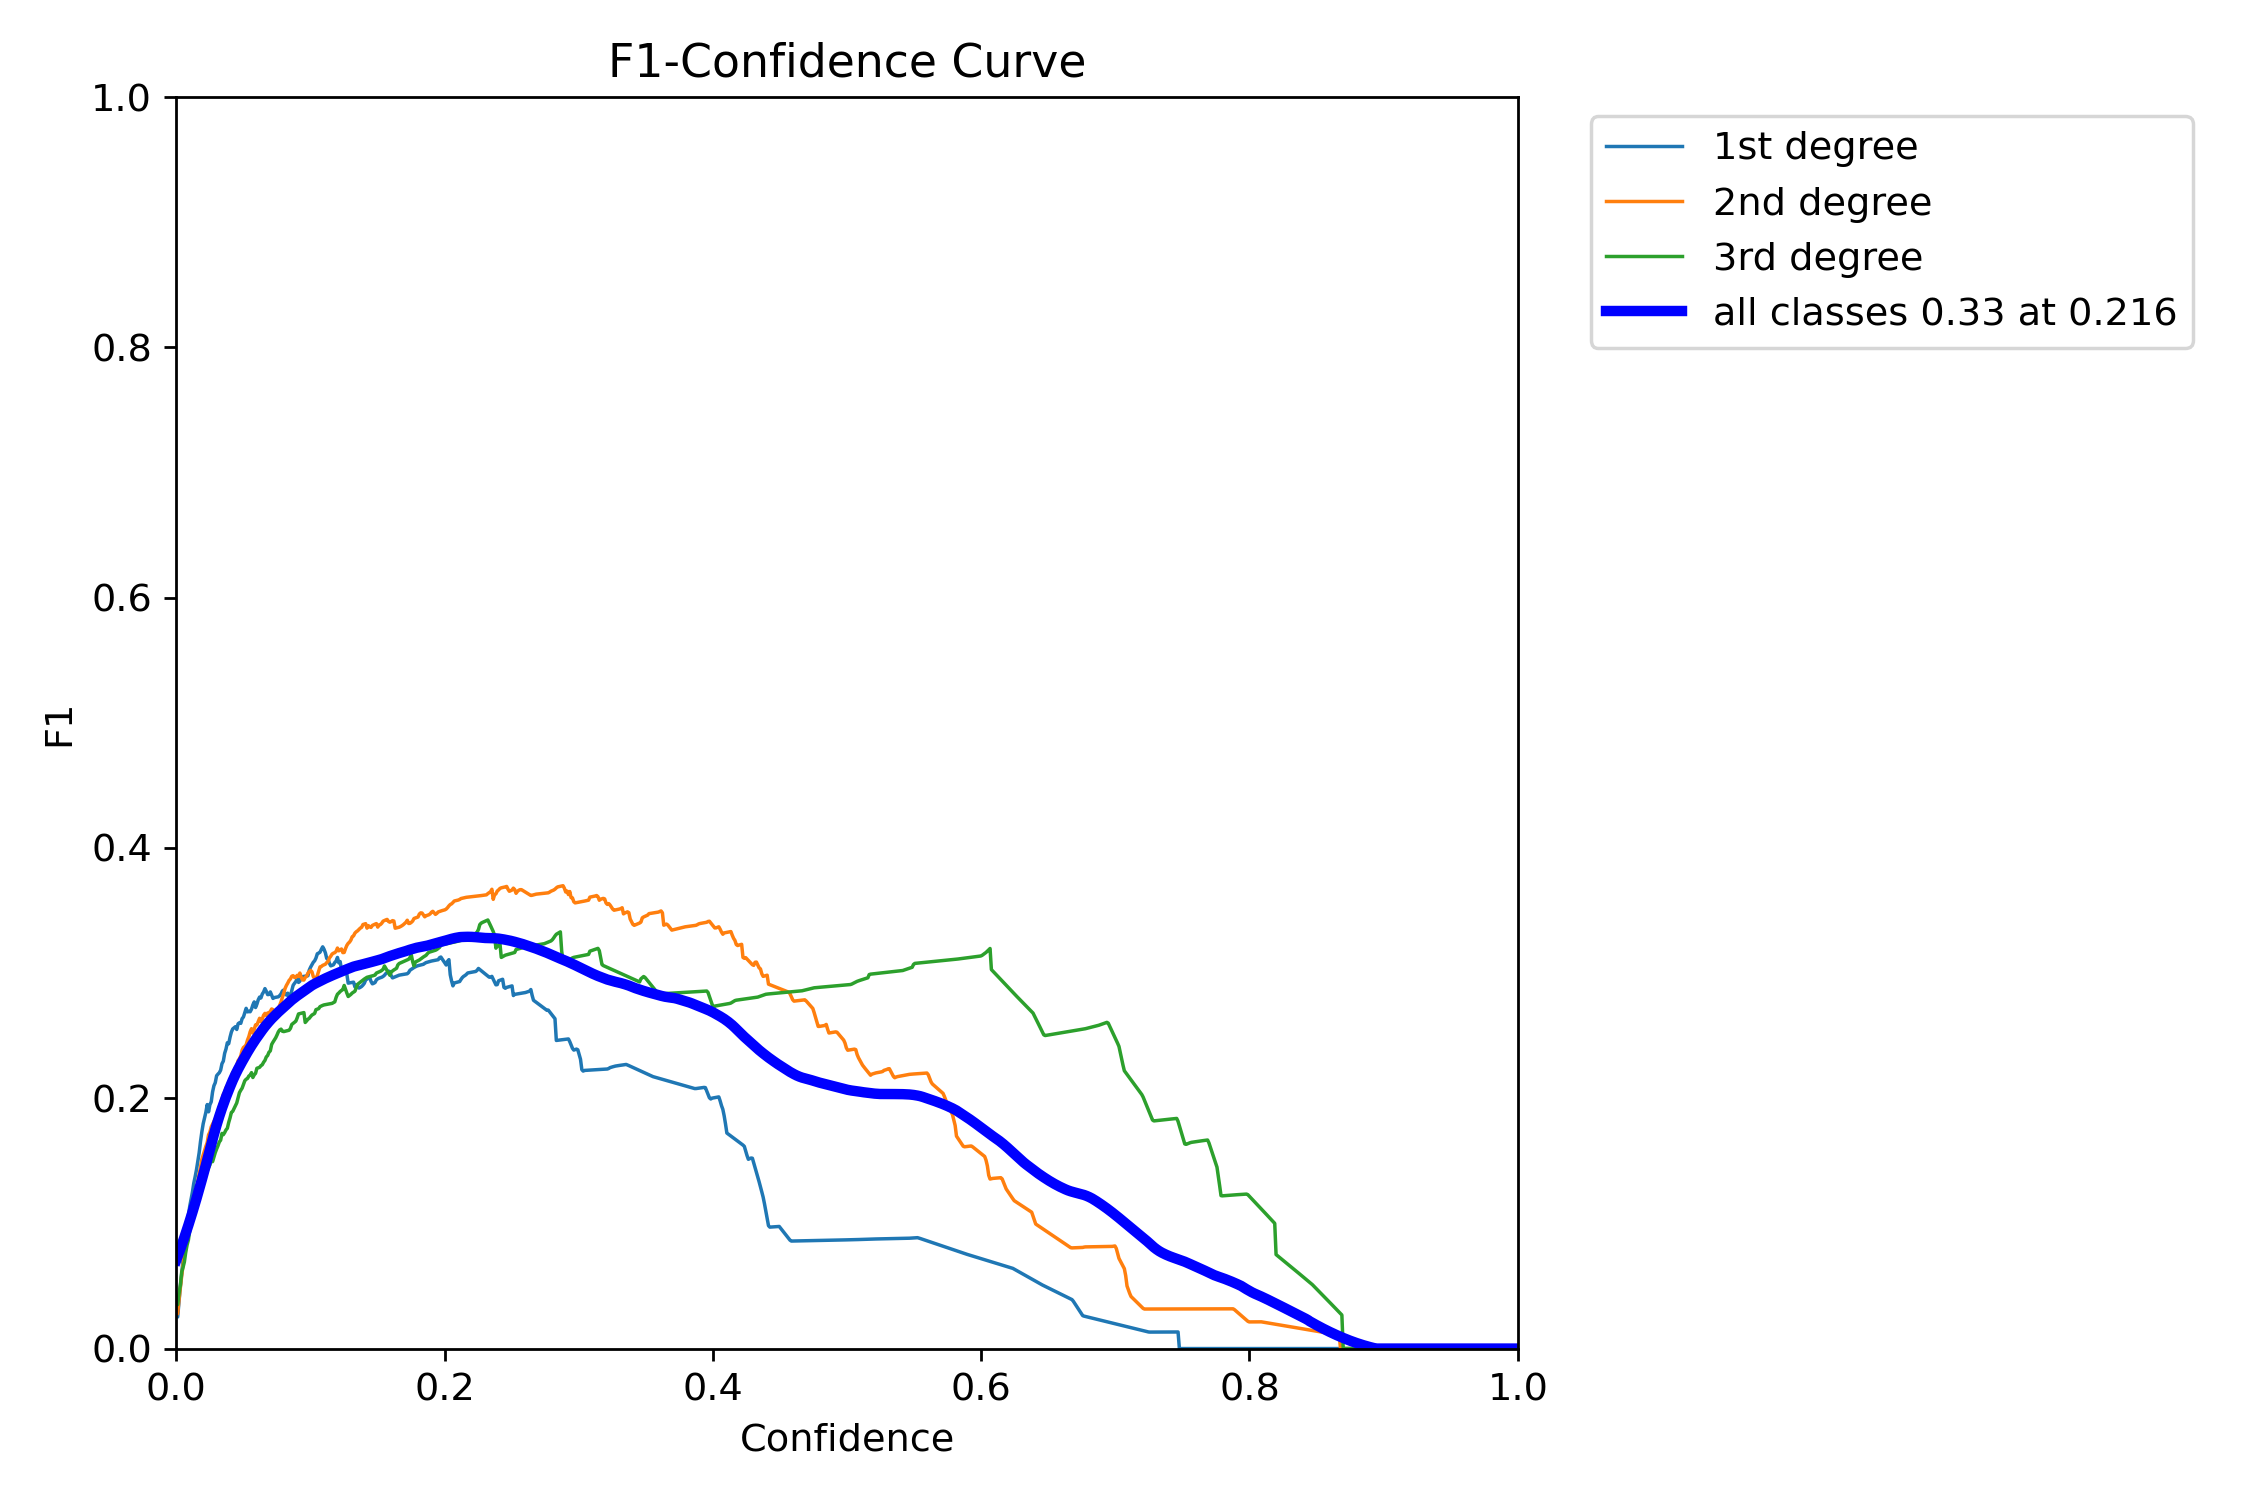 F1-Confidence Curve
1.0
0.8
0.6
0.4
0.2
0.0
F1
0.0 0.2 0.4 0.6 0.8 1.0
Confidence
1st degree
2nd degree
3rd degree
all classes 0.33 at 0.216